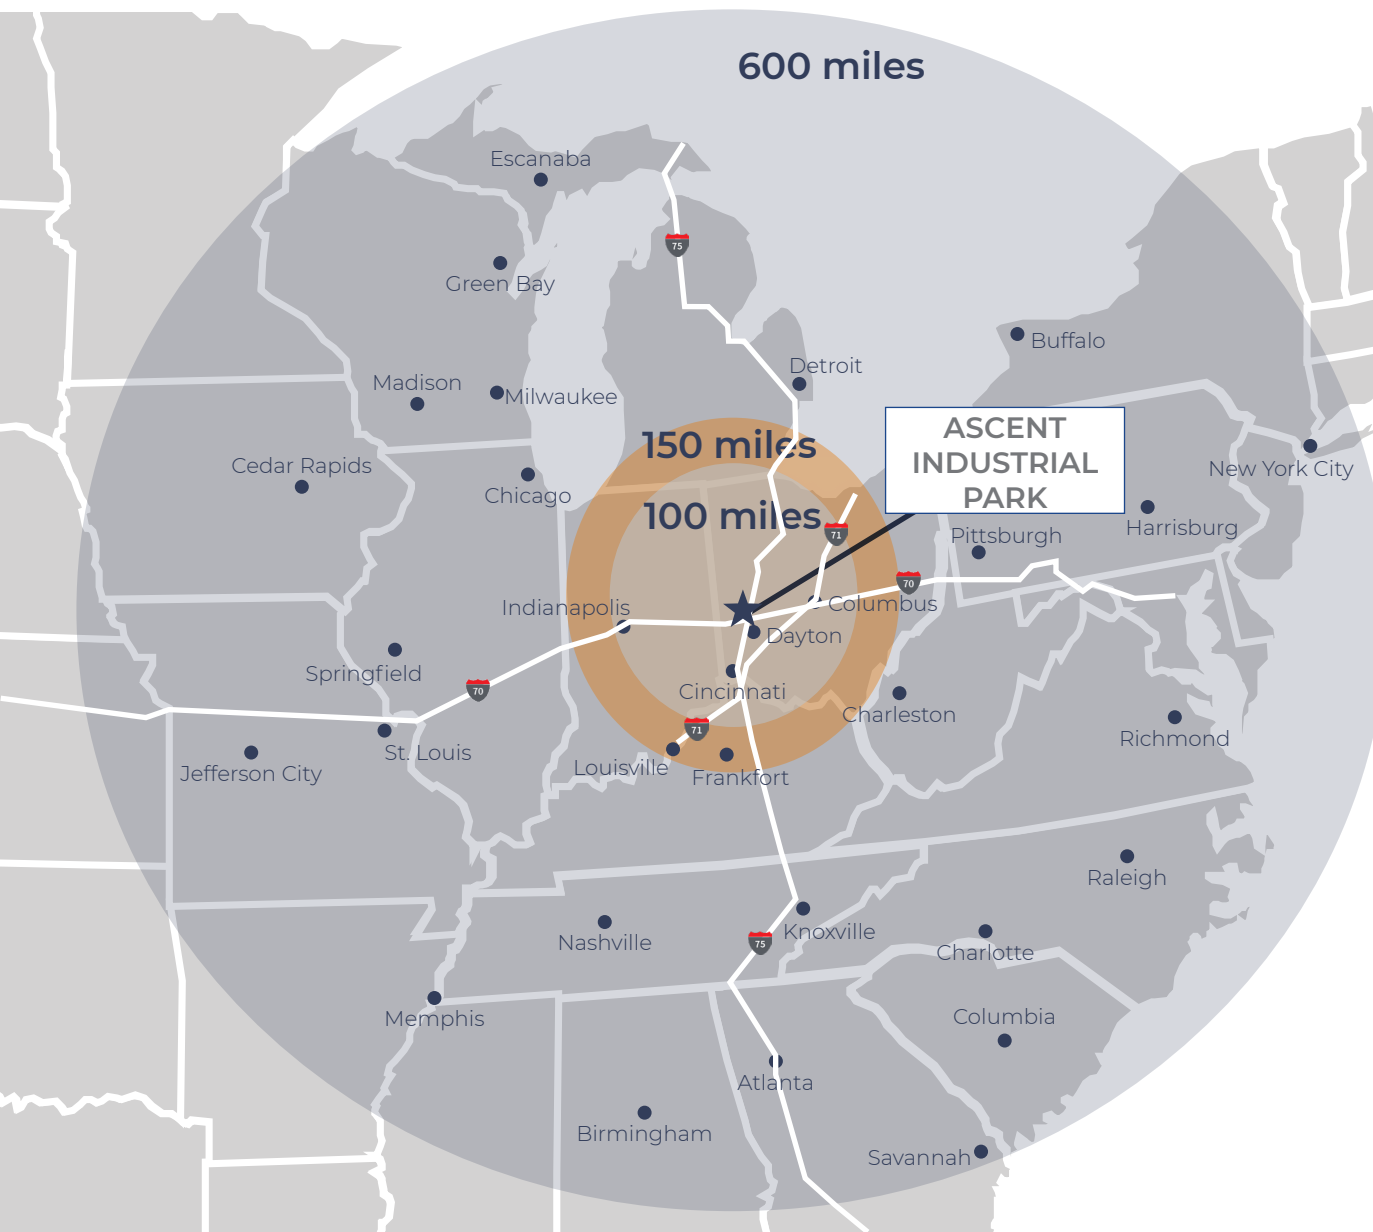 600 miles
Escanaba
75
Green Bay
Buffalo
Detroit
Madison
Milwaukee
150 miles
ASCENT
INDUSTRIAL
PARK
Cedar Rapids
Chicago
New York City
100 miles
71
Harrisburg
Pittsburgh
70
Indianapolis
Columbus
Dayton
Springfield
70
Cincinnati
Charleston
71
Richmond
St. Louis
Jefferson City
Louisville
Frankfort
Raleigh
Nashville
75
Knoxville
Charlotte
Memphis
Columbia
Atlanta
Birmingham
Savannah